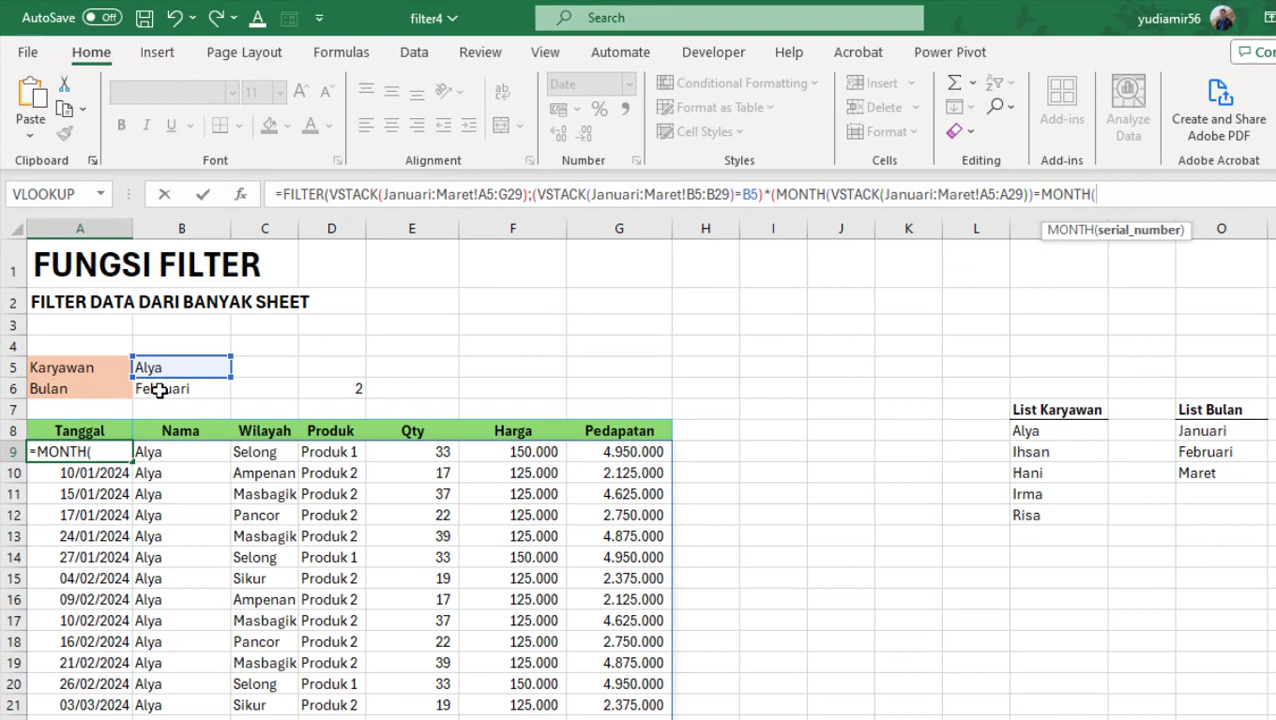 AutoSave Off filter4 Search yudiamir56
File Home Insert Page Layout Formulas Data Review View Automate Developer Help Acrobat Power Pivot
Paste 11 Date Conditional Formatting Insert
Format as Table Delete Add-ins Analyze Data Create and Share Adobe PDF
Cell Styles Format
Clipboard Font Alignment Number Styles Cells Editing Add-ins Adobe Acrobat
VLOOKUP =FILTER(VSTACK(Januari:Maret!A5:G29);(VSTACK(Januari:Maret!B5:B29)=B5)*(MONTH(VSTACK(Januari:Maret!A5:A29))=MONTH(
A B C D E F G H I J K L O
MONTH(serial_number)
1 FUNGSI FILTER
2 FILTER DATA DARI BANYAK SHEET
3
4
5 Karyawan Alya
6 Bulan Februari 2
7 List Karyawan List Bulan
8 Tanggal Nama Wilayah Produk Qty Harga Pedapatan Alya Januari
9 =MONTH( Alya Selong Produk 1 33 150.000 4.950.000 Ihsan Februari
10 10/01/2024 Alya Ampenan Produk 2 17 125.000 2.125.000 Hani Maret
11 15/01/2024 Alya Masbagik Produk 2 37 125.000 4.625.000 Irma
12 17/01/2024 Alya Pancor Produk 2 22 125.000 2.750.000 Risa
13 24/01/2024 Alya Masbagik Produk 2 39 125.000 4.875.000
14 27/01/2024 Alya Selong Produk 1 33 150.000 4.950.000
15 04/02/2024 Alya Sikur Produk 2 19 125.000 2.375.000
16 09/02/2024 Alya Ampenan Produk 2 17 125.000 2.125.000
17 10/02/2024 Alya Masbagik Produk 2 37 125.000 4.625.000
18 16/02/2024 Alya Pancor Produk 2 22 125.000 2.750.000
19 21/02/2024 Alya Masbagik Produk 2 39 125.000 4.875.000
20 26/02/2024 Alya Selong Produk 1 33 150.000 4.950.000
21 03/03/2024 Alya Sikur Produk 2 19 125.000 2.375.000